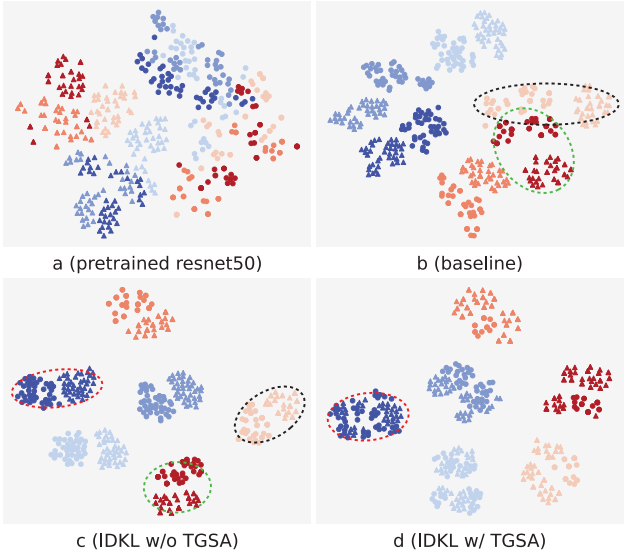 a (pretrained resnet50)
b (baseline)
c (IDKL w/o TGSA)
d (IDKL w/ TGSA)